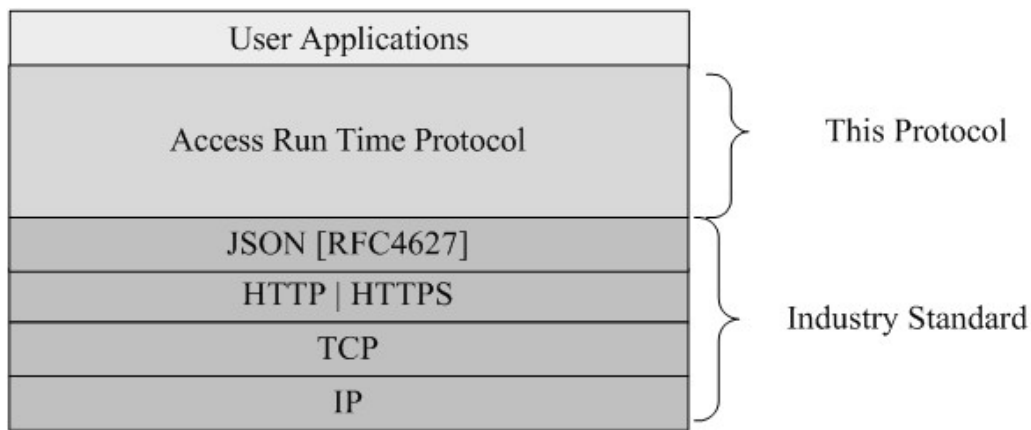 User Applications
Access Run Time Protocol
This Protocol
JSON [RFC4627]
HTTP | HTTPS
TCP
IP
Industry Standard